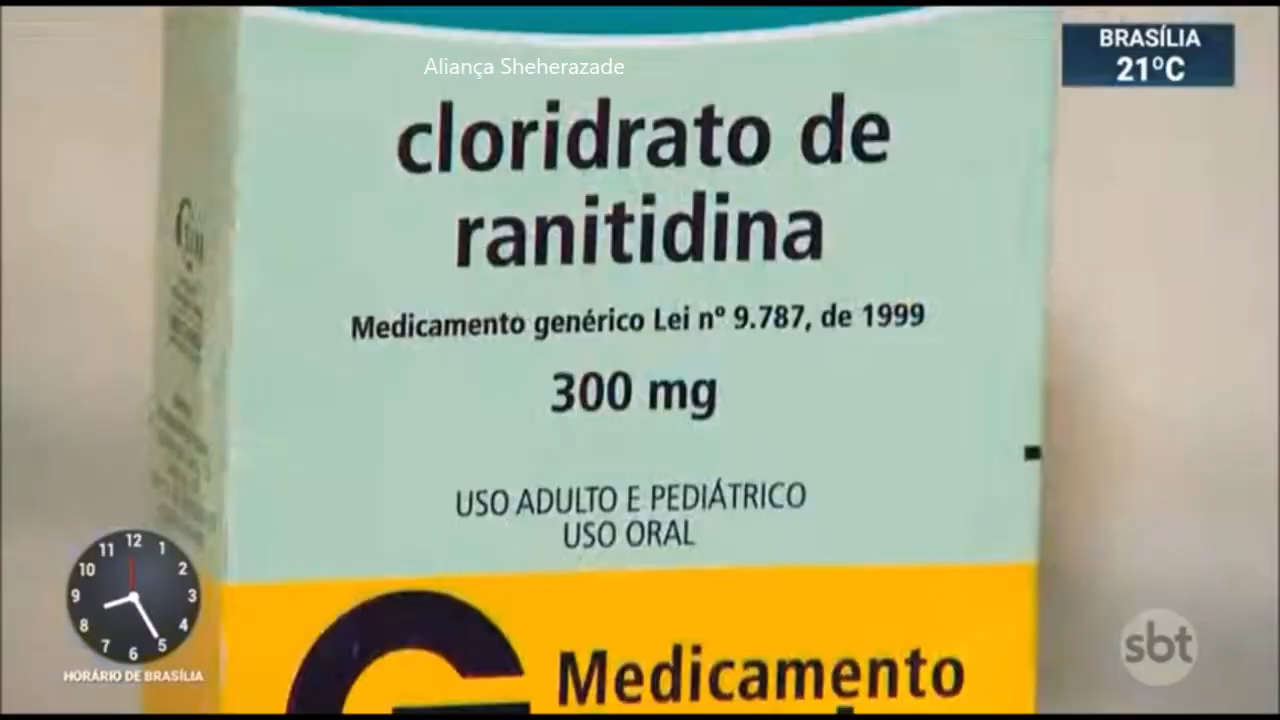 Aliança Sheherazade
BRASÍLIA
21ºC
cloridrato de
ranitidina
Medicamento genérico Lei nº 9.787, de 1999
300 mg
USO ADULTO E PEDIÁTRICO
USO ORAL
G Medicamento
12
1
2
3
4
5
6
7
8
9
10
11
HORÁRIO DE BRASÍLIA
sbt